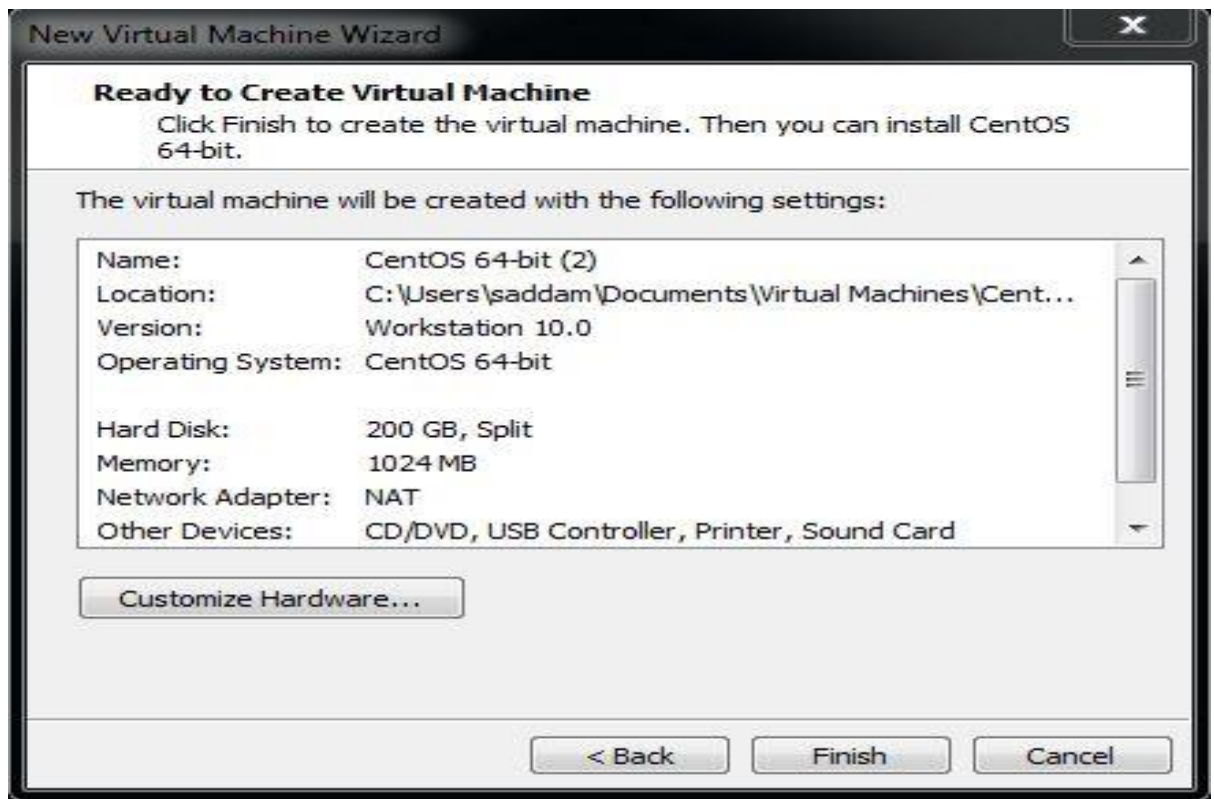 New Virtual Machine Wizard
Ready to Create Virtual Machine
Click Finish to create the virtual machine. Then you can install CentOS
64-bit.
The virtual machine will be created with the following settings:
Name: CentOS 64-bit (2)
Location: C:\Users\saddam\Documents\Virtual Machines\Cent...
Version: Workstation 10.0
Operating System: CentOS 64-bit
Hard Disk: 200 GB, Split
Memory: 1024 MB
Network Adapter: NAT
Other Devices: CD/DVD, USB Controller, Printer, Sound Card
Customize Hardware...
< Back Finish Cancel